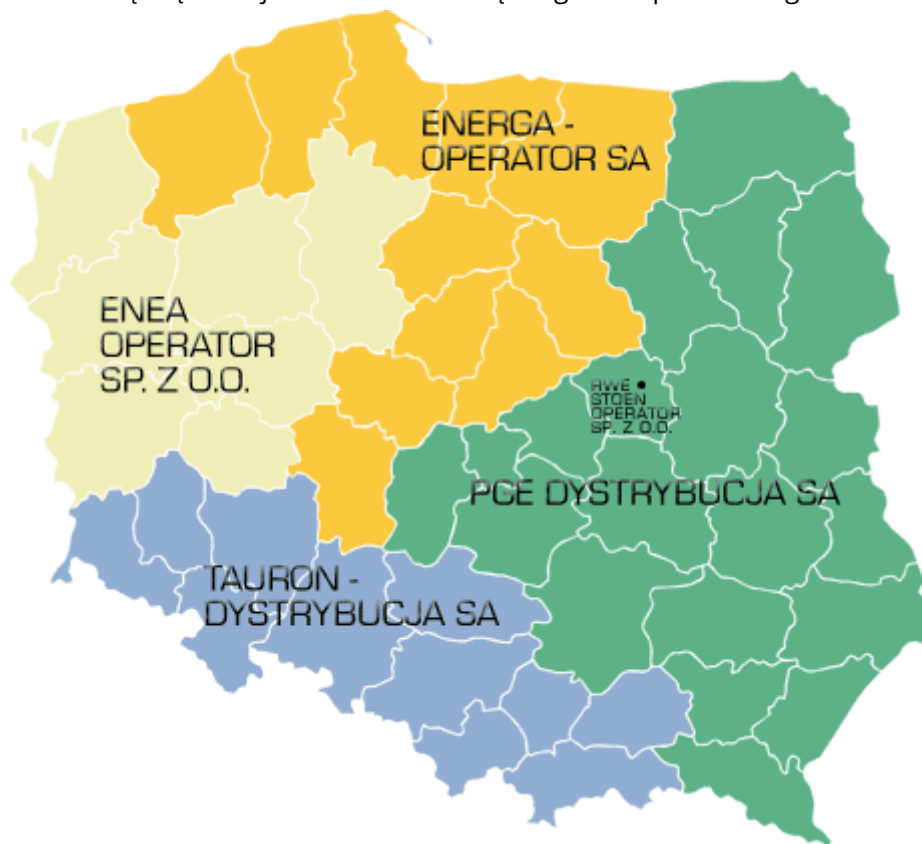 ENERGA -
OPERATOR SA
ENEA
OPERATOR
SP. Z O.O.
RWE
STOEN
OPERATOR
SP. Z O.O.
PGE DYSTRYBUCJA SA
TAURON -
DYSTRYBUCJA SA